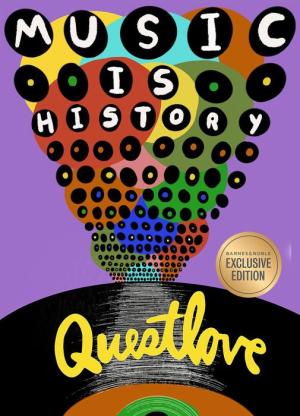 MUSIC
IS
HISTORY
BARNES&NOBLE
EXCLUSIVE
EDITION
Questlove